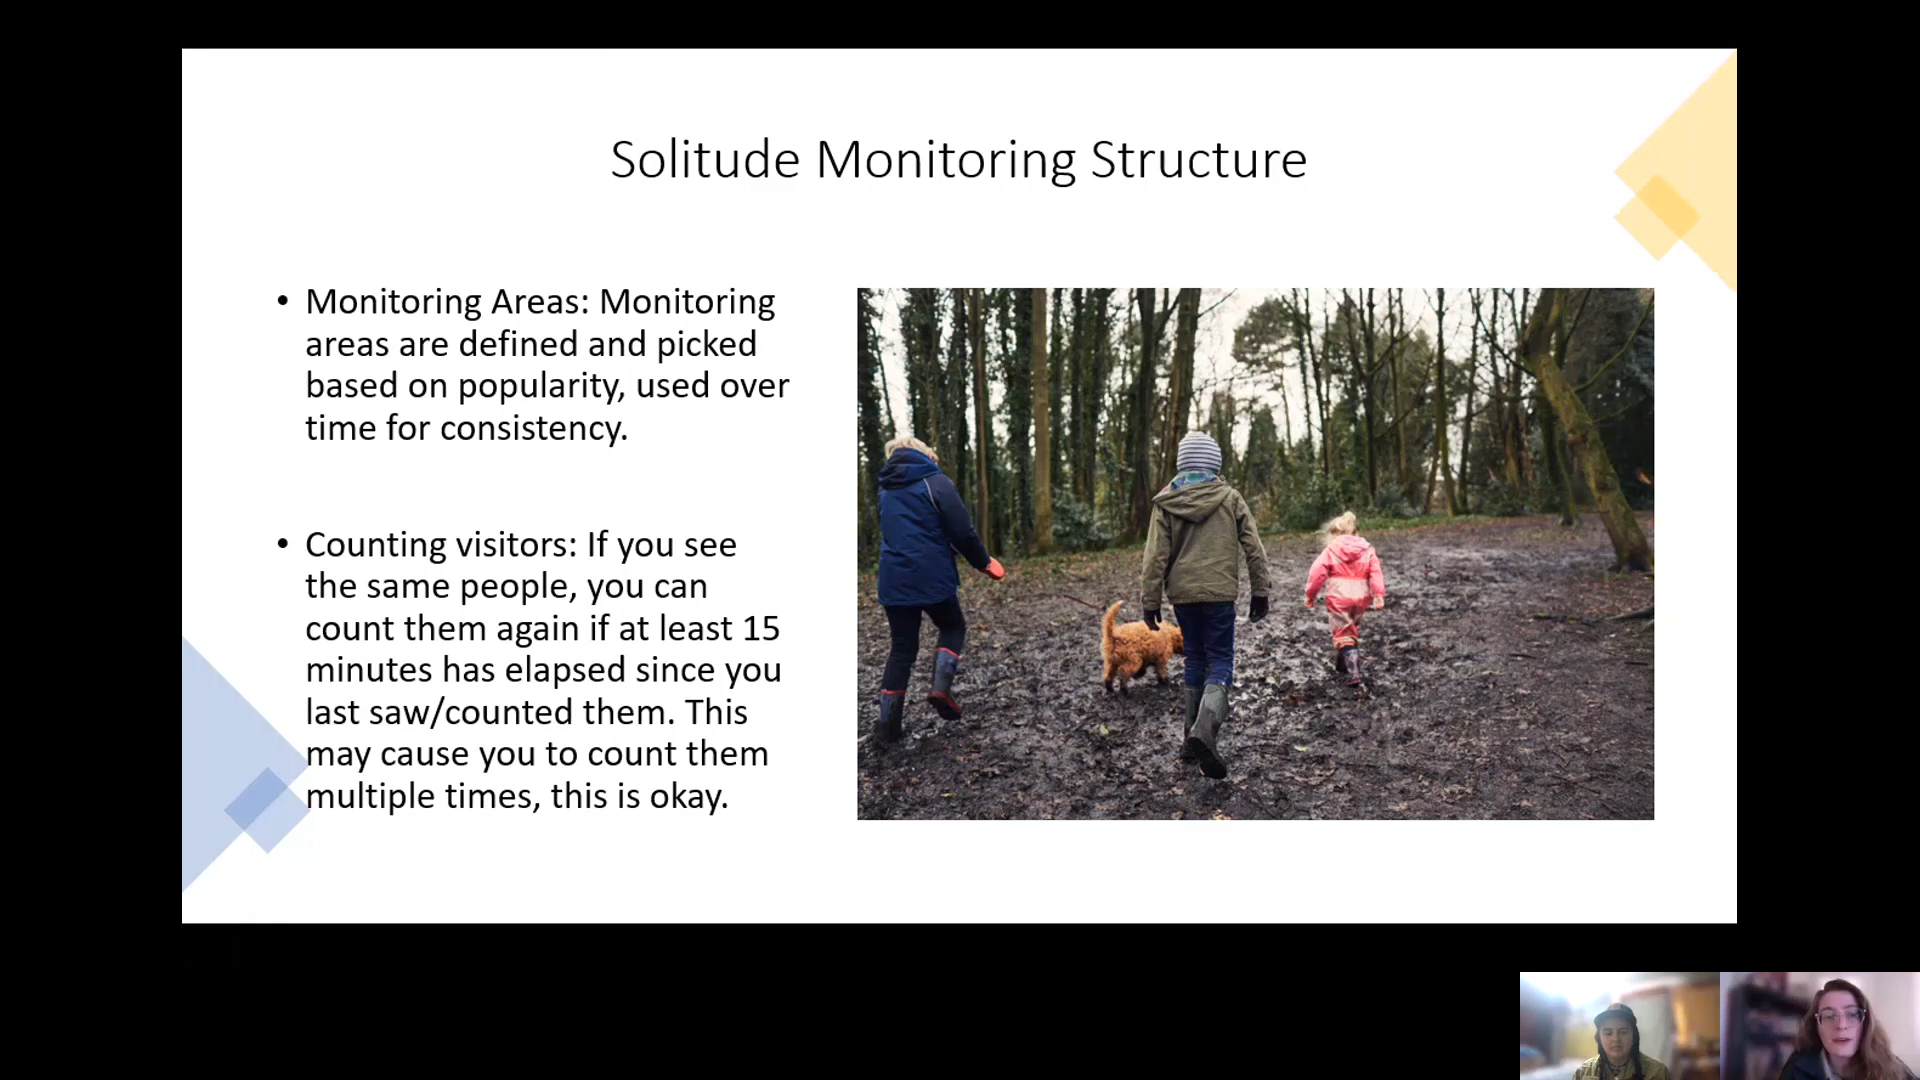 Solitude Monitoring Structure
• Monitoring Areas: Monitoring
areas are defined and picked
based on popularity, used over
time for consistency.
• Counting visitors: If you see
the same people, you can
count them again if at least 15
minutes has elapsed since you
last saw/counted them. This
may cause you to count them
multiple times, this is okay.